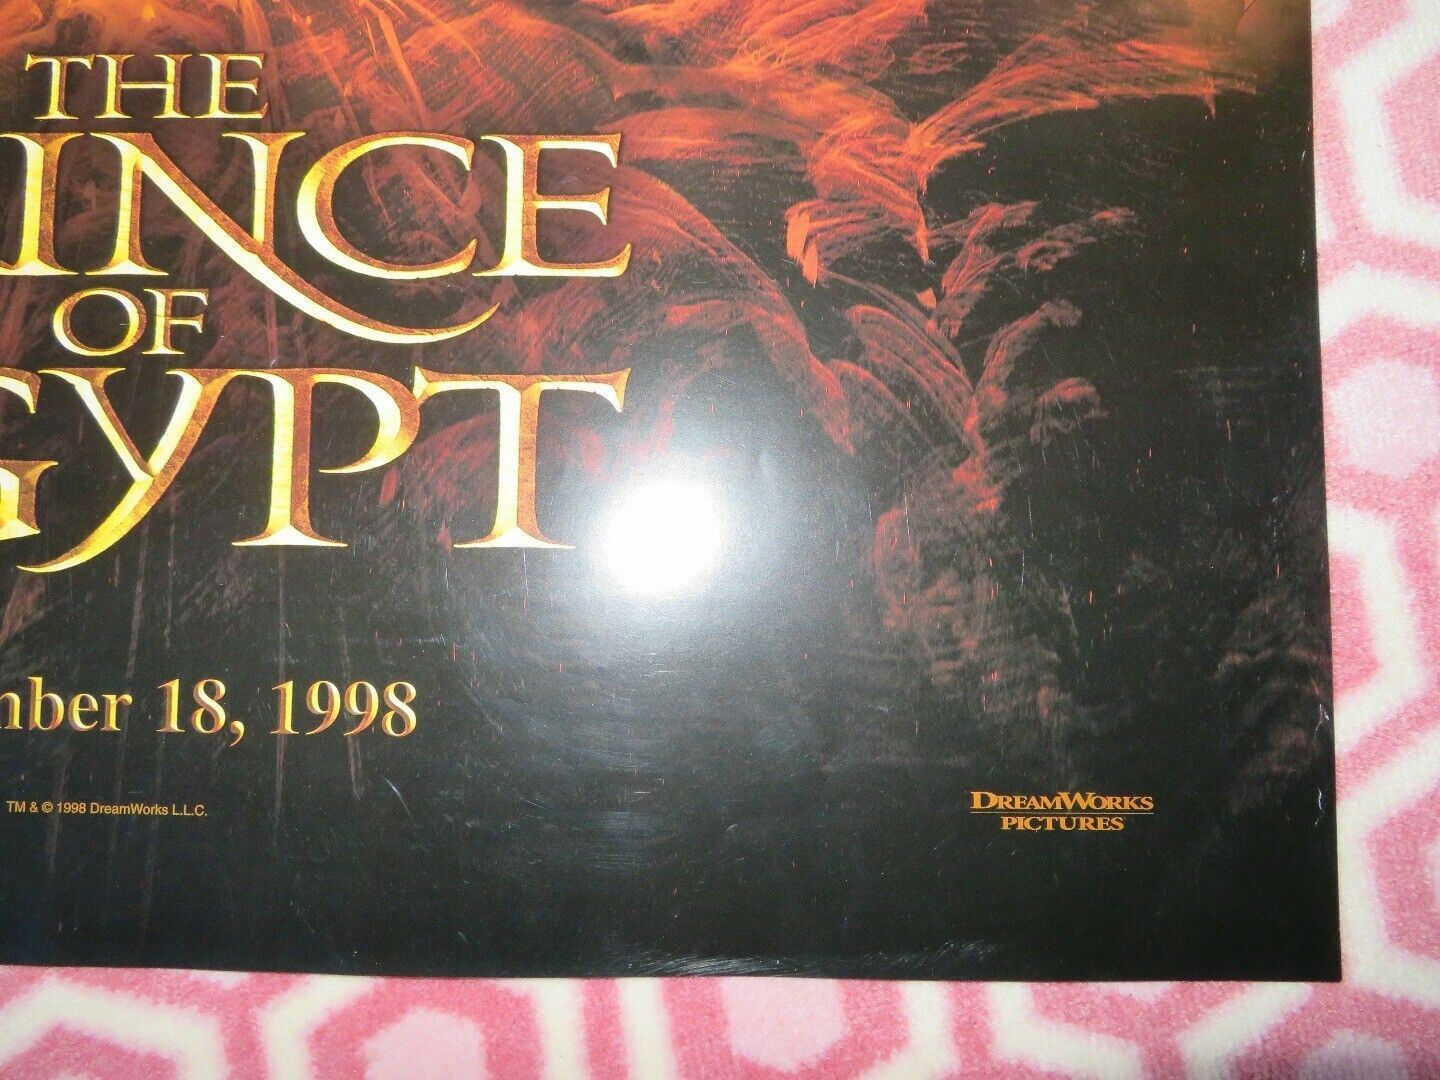 THE
INCE
OF
GYPT
mber 18, 1998
TM & © 1998 DreamWorks L.L.C.
DREAMWORKS
PICTURES